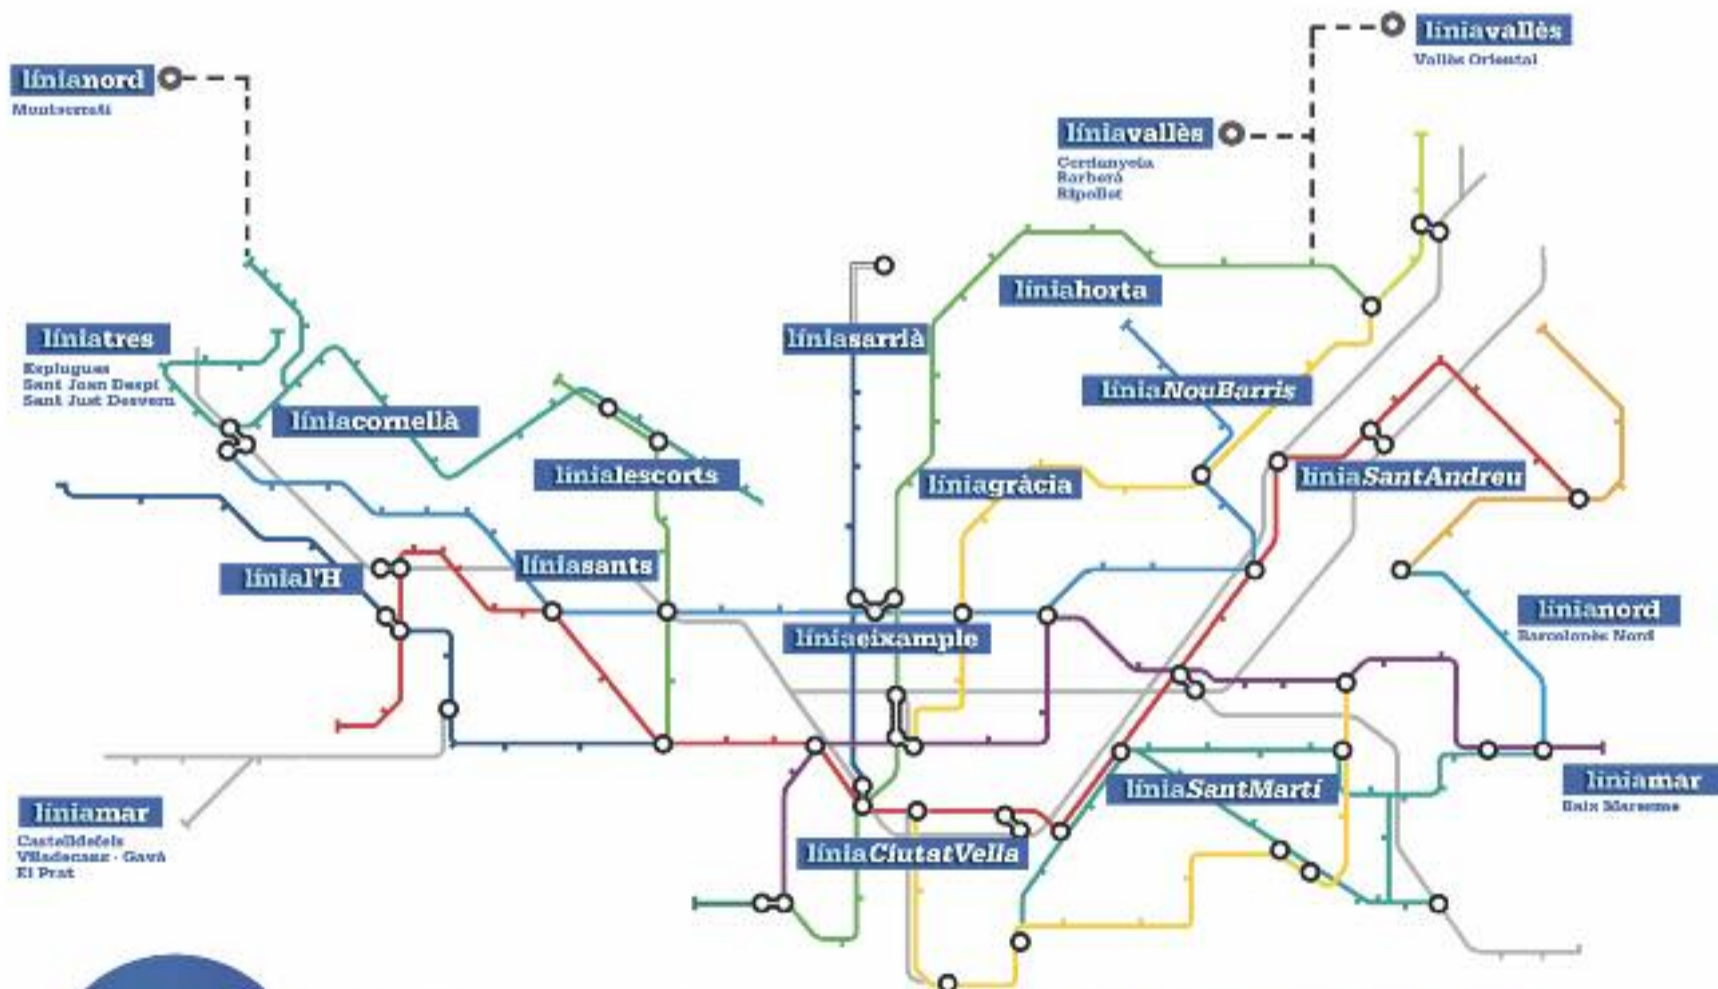 líniavallès
Vallès Oriental
línianord
Montserratí
líniavallès
Cerdanyola
Barberà
Ripollet
líniahorta
líniatres
Esplugues
Sant Joan Despí
Sant Just Desvern
líniasarrià
líniaNouBarris
líniacornellà
línialescorts
líniagràcia
líniaSantAndreu
línial'H
líniasants
línianord
Barcelonès Nord
líniaeixample
líniamar
Baix Maresme
líniaSantMartí
líniamar
Castelldefels
Viladecans - Gavà
El Prat
líniaCiutatVella